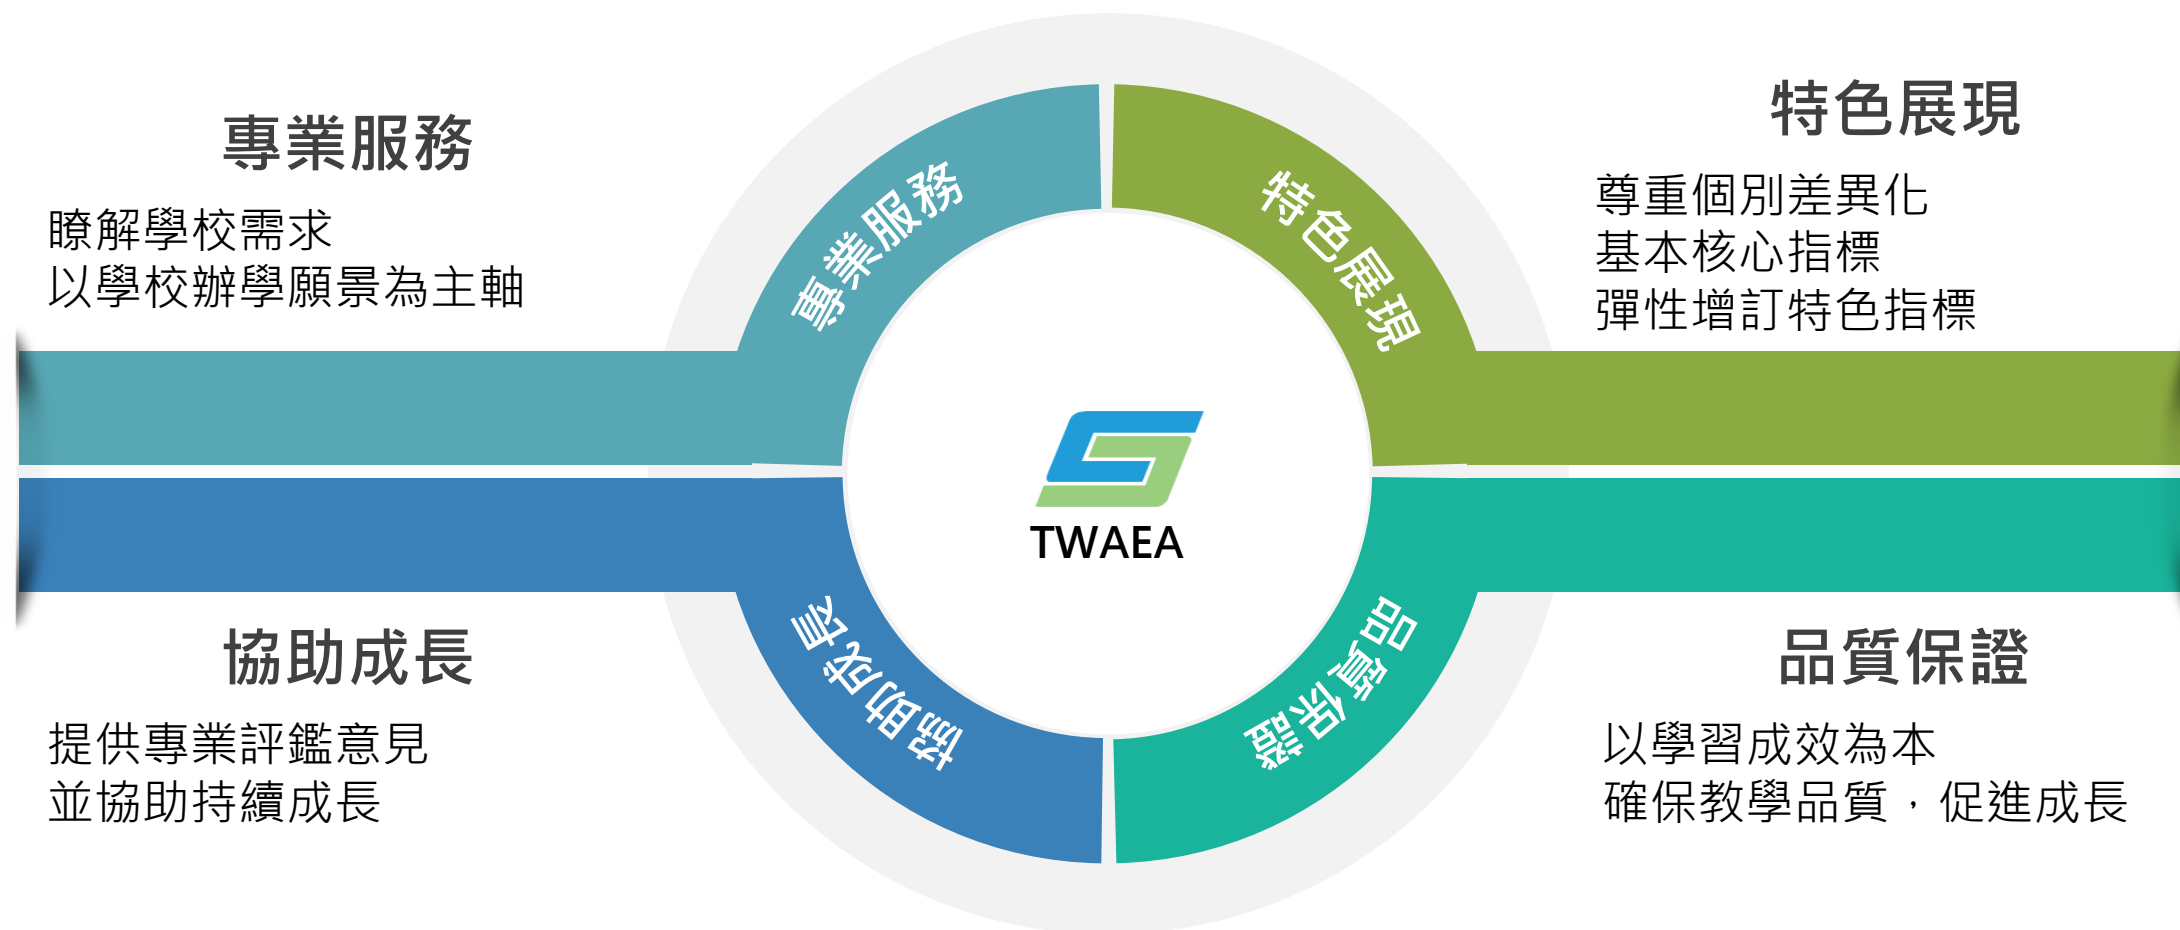 專業服務
瞭解學校需求
以學校辦學願景為主軸
特色展現
尊重個別差異化
基本核心指標
彈性增訂特色指標
專業服務
特色展現
TWAEA
協助成長
品質保證
協助成長
提供專業評鑑意見
並協助持續成長
品質保證
以學習成效為本
確保教學品質，促進成長